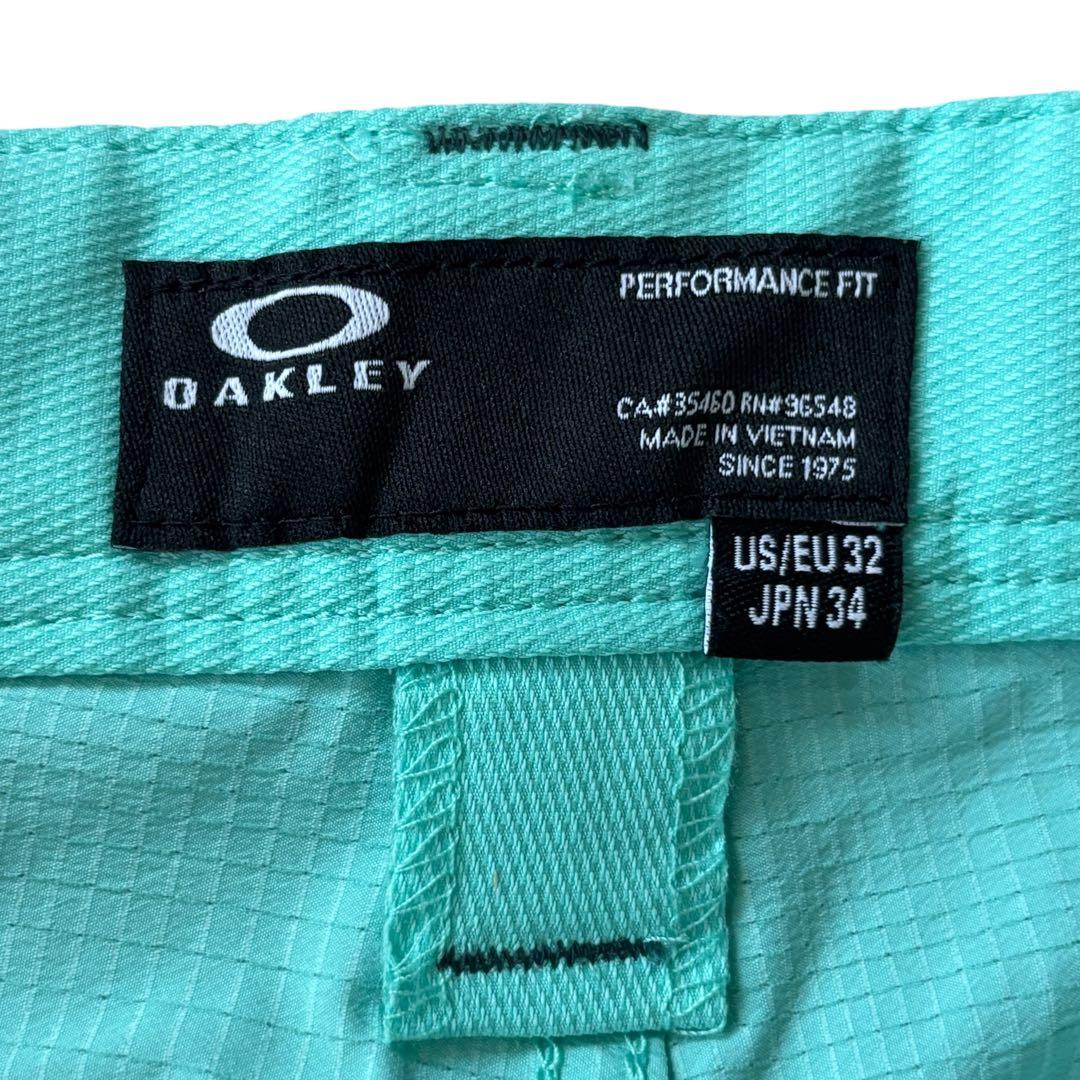 OAKLEY
PERFORMANCE FIT
CA#35460 RN#96548
MADE IN VIETNAM
SINCE 1975
US/EU 32
JPN 34